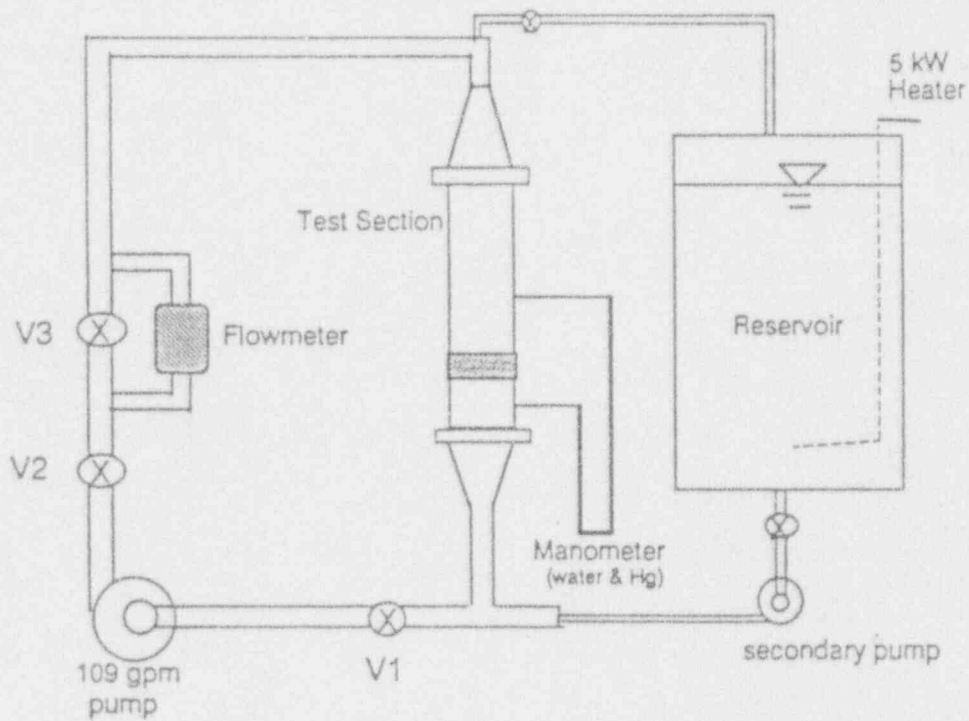 5 kW
Heater
Test Section
V3
Flowmeter
Reservoir
V2
Manometer
(water & Hg)
V1
secondary pump
109 gpm
pump